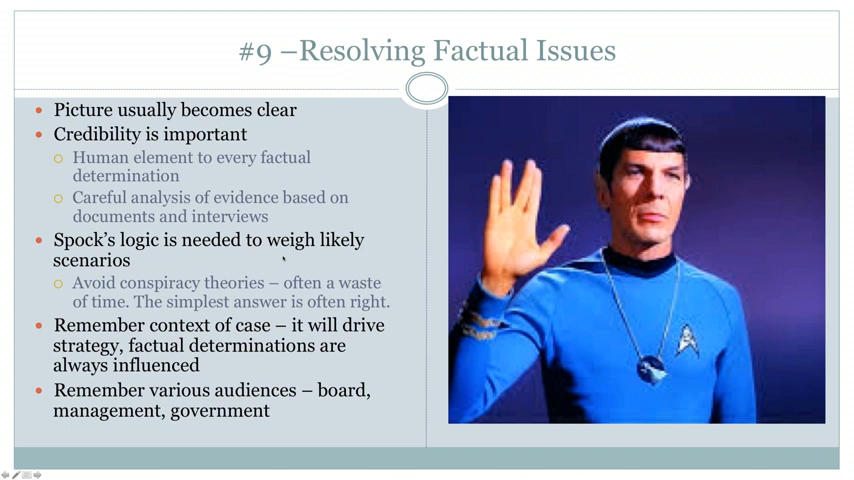 #9 –Resolving Factual Issues
Picture usually becomes clear
Credibility is important
Human element to every factual
determination
Careful analysis of evidence based on
documents and interviews
Spock’s logic is needed to weigh likely
scenarios
Avoid conspiracy theories – often a waste
of time. The simplest answer is often right.
Remember context of case – it will drive
strategy, factual determinations are
always influenced
Remember various audiences – board,
management, government